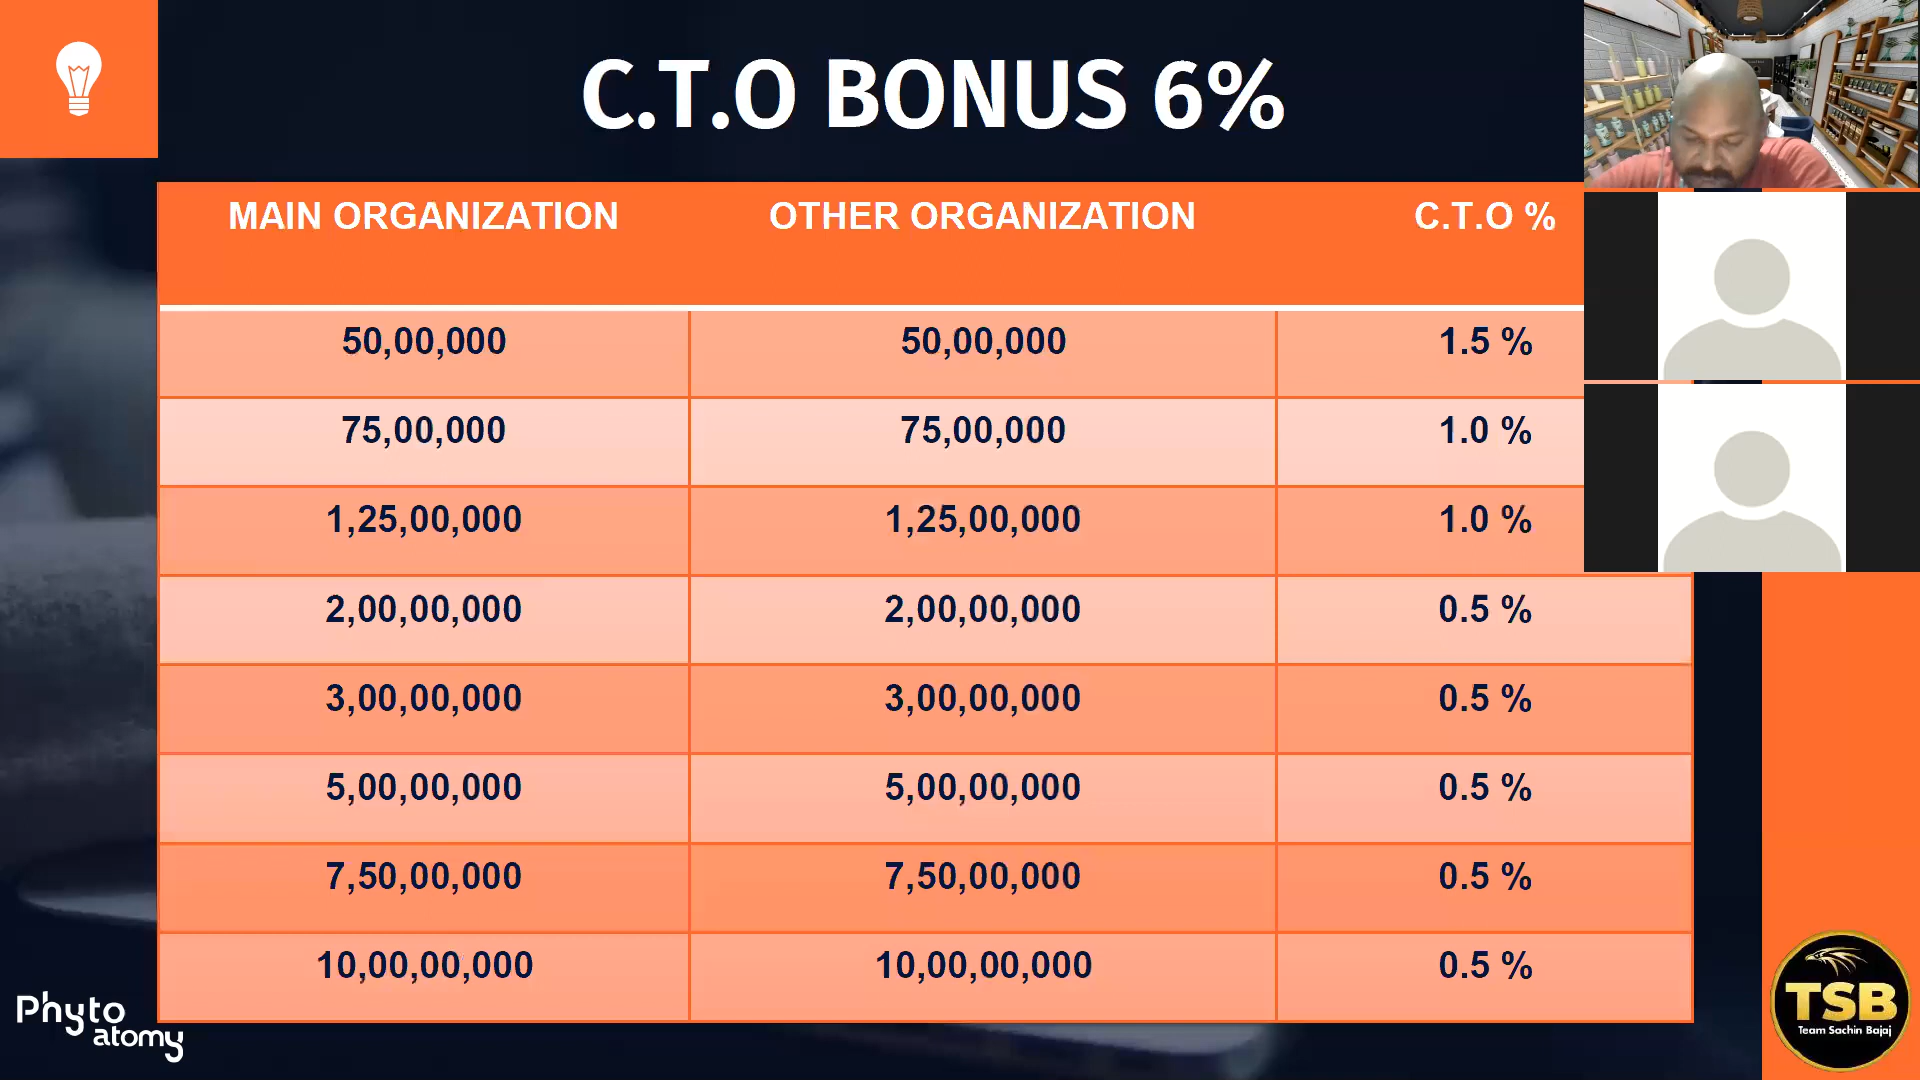 C.T.O BONUS 6%
MAIN ORGANIZATION OTHER ORGANIZATION C.T.O %
50,00,000 50,00,000 1.5 %
75,00,000 75,00,000 1.0 %
1,25,00,000 1,25,00,000 1.0 %
2,00,00,000 2,00,00,000 0.5 %
3,00,00,000 3,00,00,000 0.5 %
5,00,00,000 5,00,00,000 0.5 %
7,50,00,000 7,50,00,000 0.5 %
10,00,00,000 10,00,00,000 0.5 %
Phyto
atomy
TSB
Team Sachin Bajaj